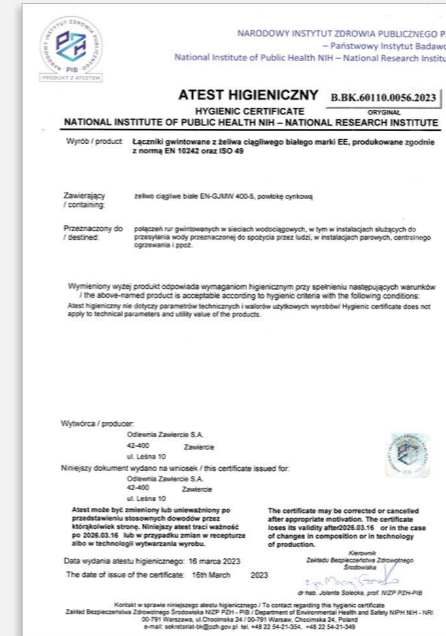 NARODOWY INSTYTUT ZDROWIA PUBLICZNEGO P
– Państwowy Instytut Badawc
National Institute of Public Health NIH – National Research Institu
PIB
PRODUKT Z ATESTEM
ATEST HIGIENICZNY B.BK.60110.0056.2023
HYGIENIC CERTIFICATE ORYGINAŁ
NATIONAL INSTITUTE OF PUBLIC HEALTH NIH – NATIONAL RESEARCH INSTITUTE
Wyrób / product: Łączniki gwintowane z żeliwa ciągliwego białego marki EE, produkowane zgodnie
z normą EN 10242 oraz ISO 49
Zawierający żeliwo ciągliwe białe EN-GJMW 400-5, powłokę cynkową
/ containing:
Przeznaczony do połączeń rur gwintowanych w sieciach wodociągowych, w tym w instalacjach służących do
/ destined: przesyłania wody przeznaczonej do spożycia przez ludzi, w instalacjach parowych, centralnego
ogrzewania i ppoż.
Wymieniony wyżej produkt odpowiada wymaganiom higienicznym przy spełnieniu następujących warunków
/ the above-named product is acceptable according to hygienic criteria with the following conditions:
Atest higieniczny nie dotyczy parametrów technicznych i walorów użytkowych wyrobów/ Hygienic certificate does not
apply to technical parameters and utility value of the products.
Wytwórca / producer:
Odlewnia Zawiercie S.A.
42-400 Zawiercie
ul. Leśna 10
Niniejszy dokument wydano na wniosek / this certificate issued for:
Odlewnia Zawiercie S.A.
42-400 Zawiercie
ul. Leśna 10
Atest może być zmieniony lub unieważniony po
przedstawieniu stosownych dowodów przez
którąkolwiek stronę. Niniejszy atest traci ważność
po 2026.03.16 lub w przypadku zmian w recepturze
albo w technologii wytwarzania wyrobu.
The certificate may be corrected or cancelled
after appropriate motivation. The certificate
loses its validity after2026.03.16 or in the case
of changes in composition or in technology
of production.
Data wydania atestu higienicznego: 16 marca 2023
The date of issue of the certificate: 16th March 2023
Kierownik
Zakładu Bezpieczeństwa Zdrowotnego
Środowiska
dr hab. Jolanta Solecka, prof. NIZP PZH-PIB
Kontakt w sprawie niniejszego atestu higienicznego / To contact regarding this hygienic certificate
Zakład Bezpieczeństwa Zdrowotnego Środowiska NIZP PZH - PIB / Department of Environmental Health and Safety NIPH NIH - NRI
00-791 Warszawa, ul.Chocimska 24 / 00-791 Warsaw, Chocimska 24, Poland
e-mail: sekretariat-bk@pzh.gov.pl tel. +48 22 54-21-354, +48 22 54-21-349